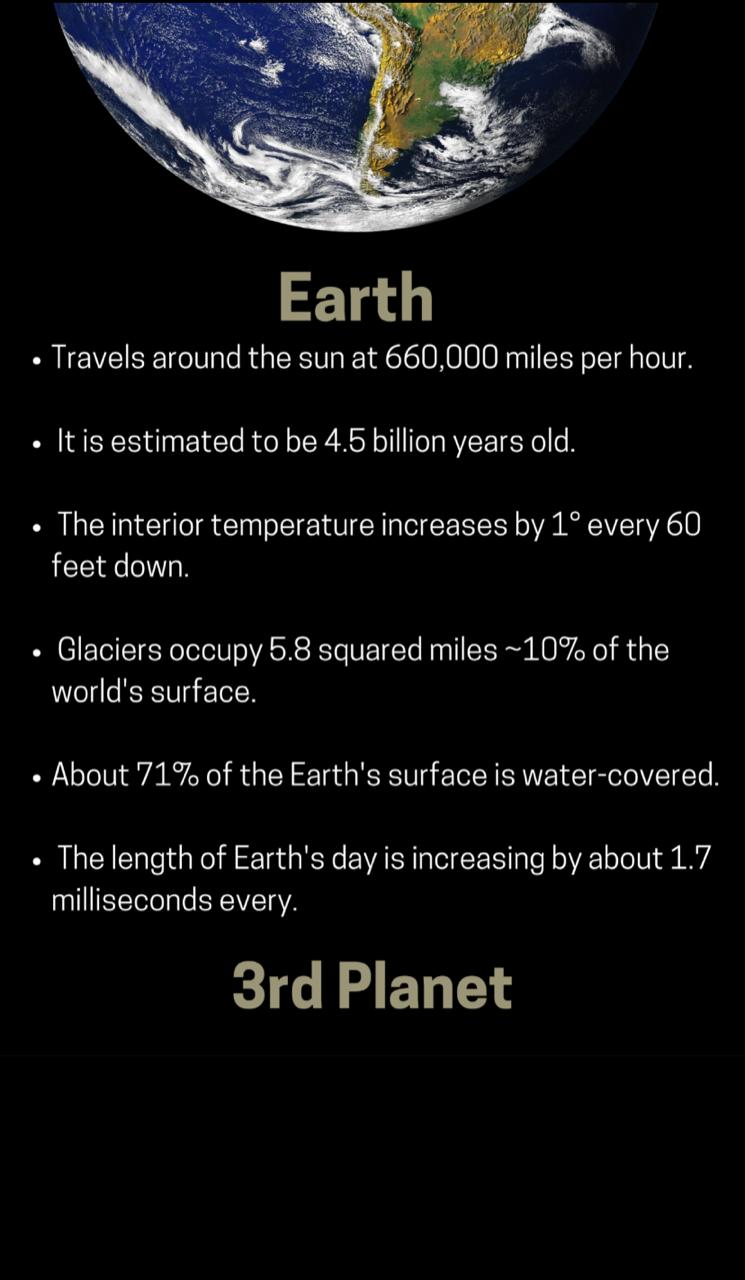 Earth
• Travels around the sun at 660,000 miles per hour.
• It is estimated to be 4.5 billion years old.
• The interior temperature increases by 1° every 60
feet down.
• Glaciers occupy 5.8 squared miles ~10% of the
world's surface.
• About 71% of the Earth's surface is water-covered.
• The length of Earth's day is increasing by about 1.7
milliseconds every.
3rd Planet